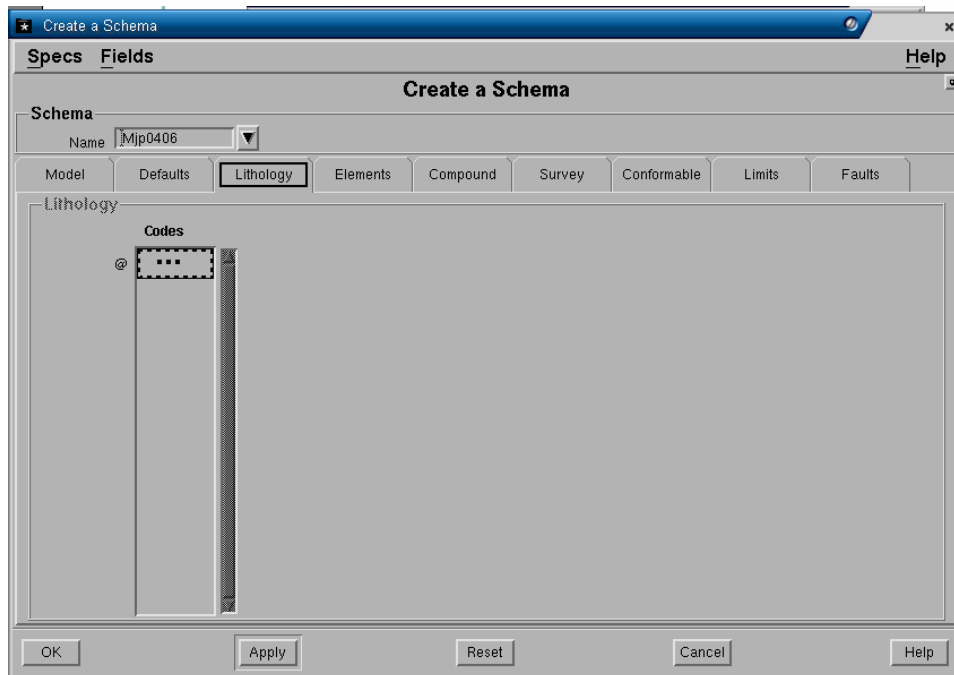 Create a Schema
Specs Fields Help
Create a Schema
Schema
Name Mjp0406
Model Defaults Lithology Elements Compound Survey Conformable Limits Faults
Lithology
Codes
@ ...
OK Apply Reset Cancel Help